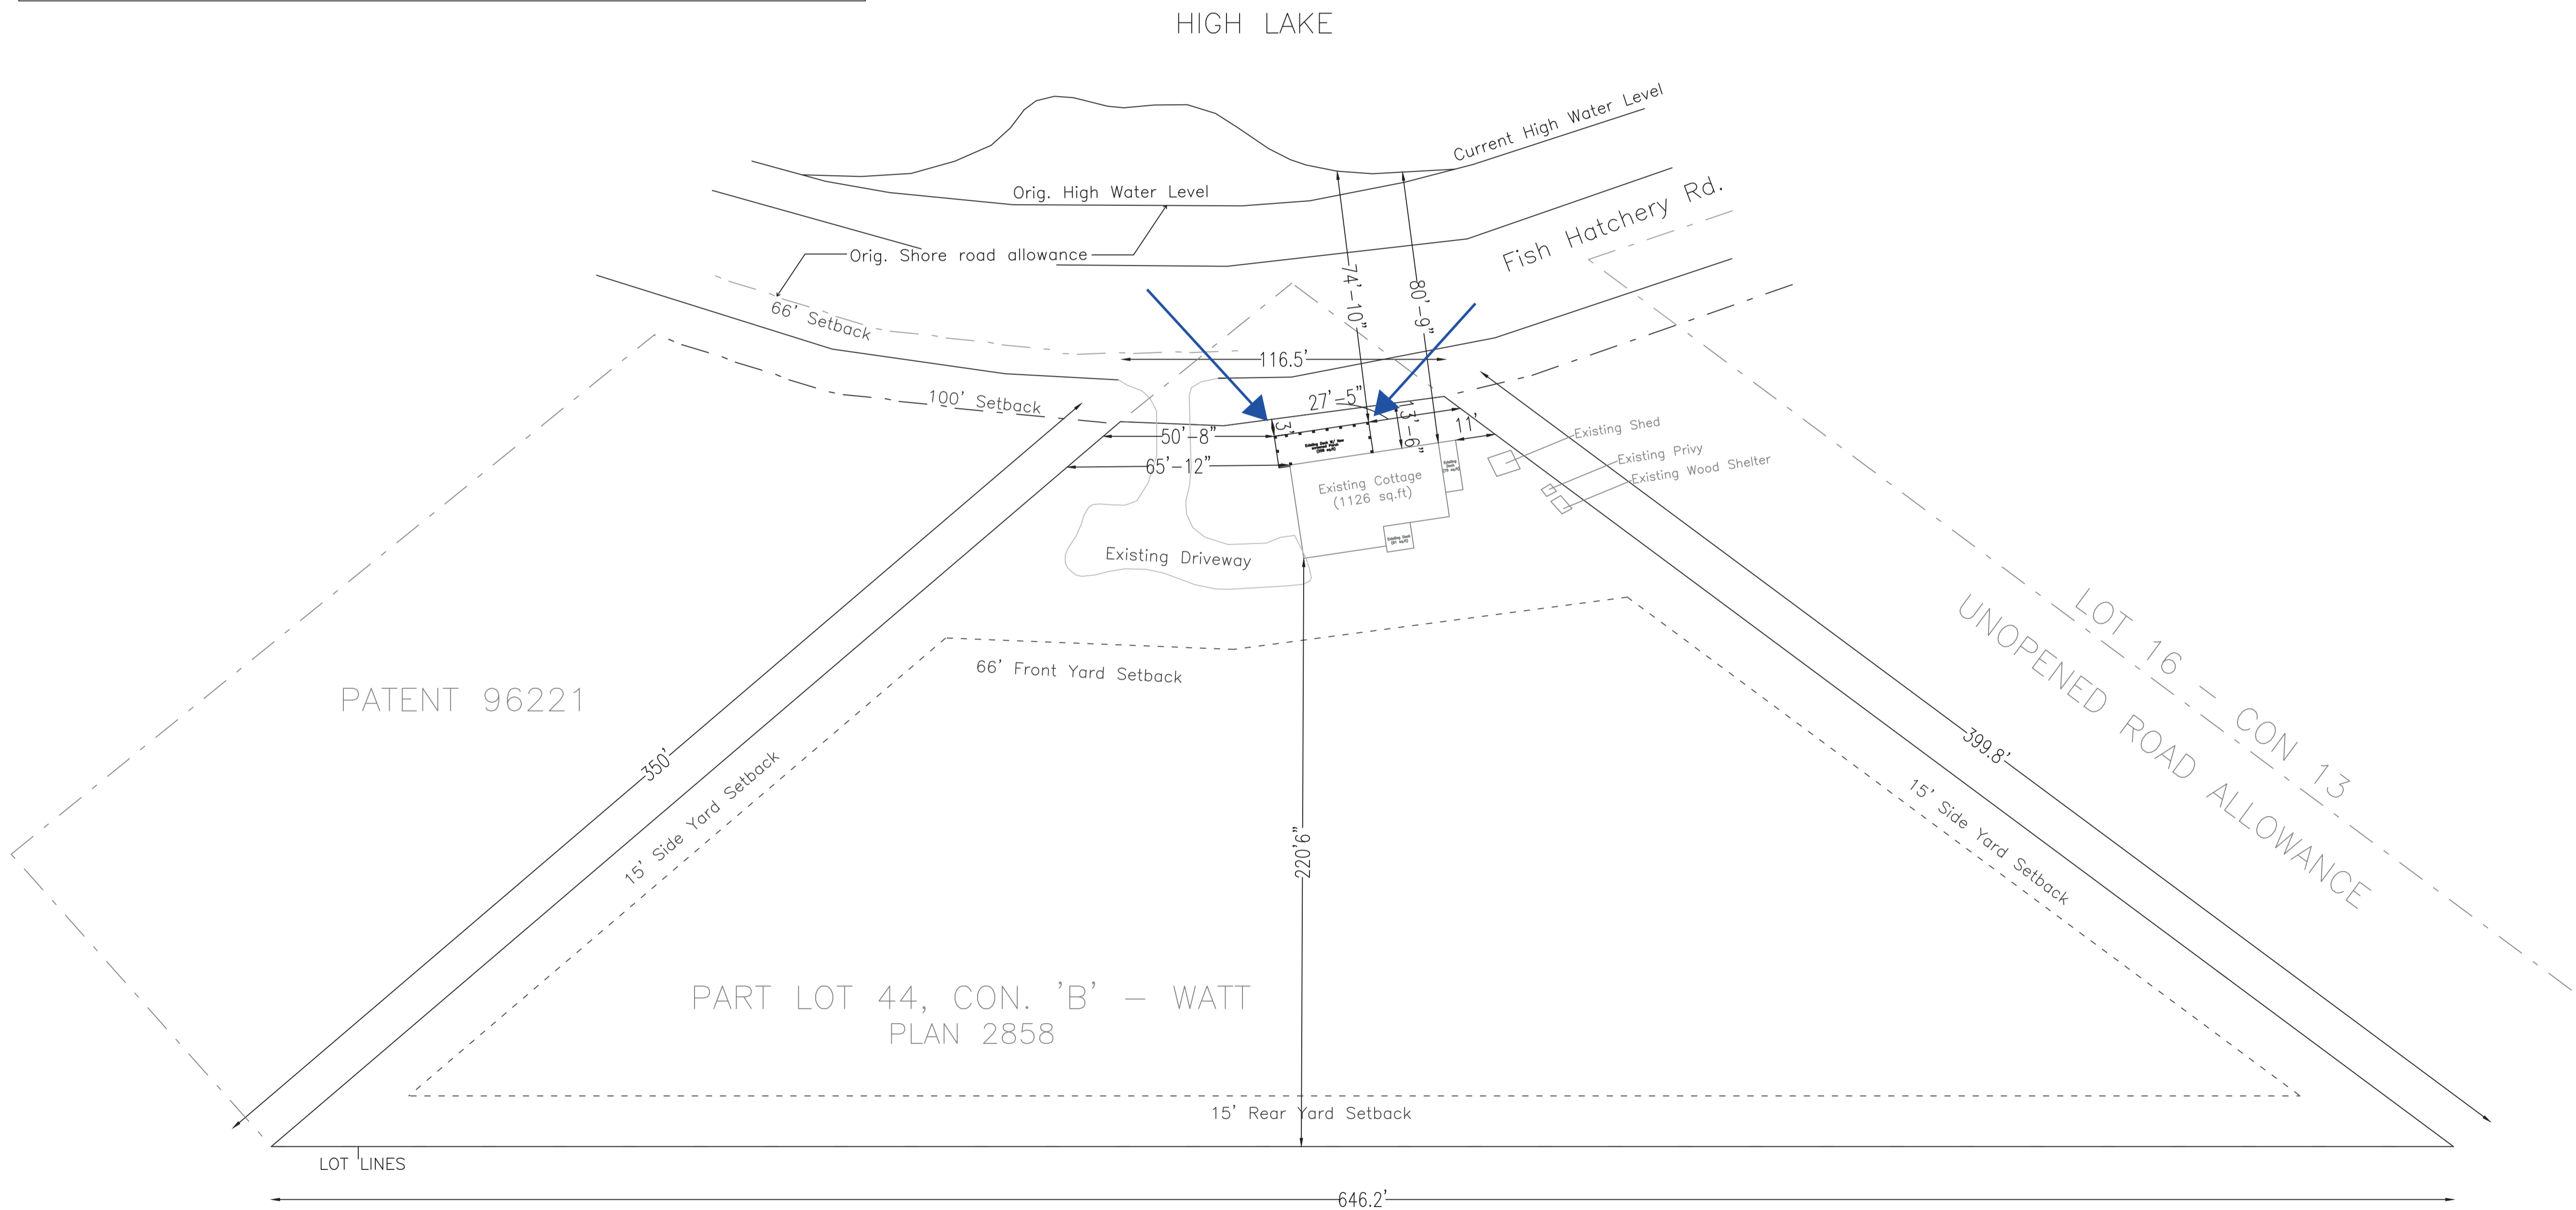 HIGH LAKE
Current High Water Level
Orig. High Water Level
Fish Hatchery Rd.
Orig. Shore road allowance
66' Setback
74'-10"
80'-9"
116.5'
100' Setback
27'-5"
3'
13'-6"
11'
50'-8"
65'-12"
Existing Shed
Existing Privy
Existing Wood Shelter
Existing Cottage
(1126 sq.ft)
Existing Driveway
66' Front Yard Setback
LOT 16 - CON 13
UNOPENED ROAD ALLOWANCE
PATENT 96221
350'
399.8'
15' Side Yard Setback
15' Side Yard Setback
220'6"
PART LOT 44, CON. 'B' - WATT
PLAN 2858
15' Rear Yard Setback
LOT LINES
646.2'